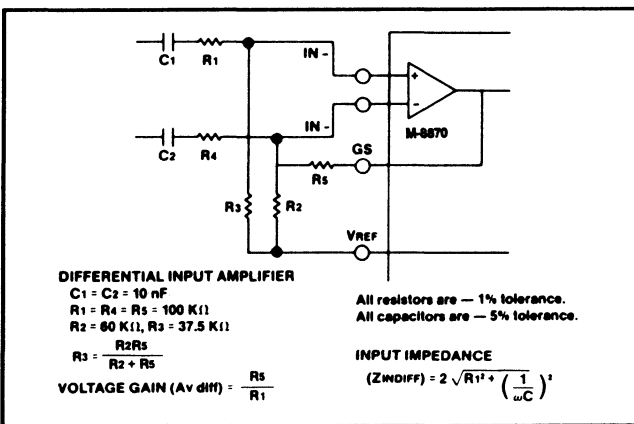 IN -
C1
R1
+
−
M-8870
IN -
C2
R4
GS
R5
R3
R2
VREF
DIFFERENTIAL INPUT AMPLIFIER
C1 = C2 = 10 nF
R1 = R4 = R5 = 100 KΩ
R2 = 60 KΩ, R3 = 37.5 KΩ
R3 = R2R5 / R2 + R5
VOLTAGE GAIN (Av diff) = R5 / R1
All resistors are — 1% tolerance.
All capacitors are — 5% tolerance.
INPUT IMPEDANCE
(ZINDIFF) = 2 √R1² + (1 / ωC)²